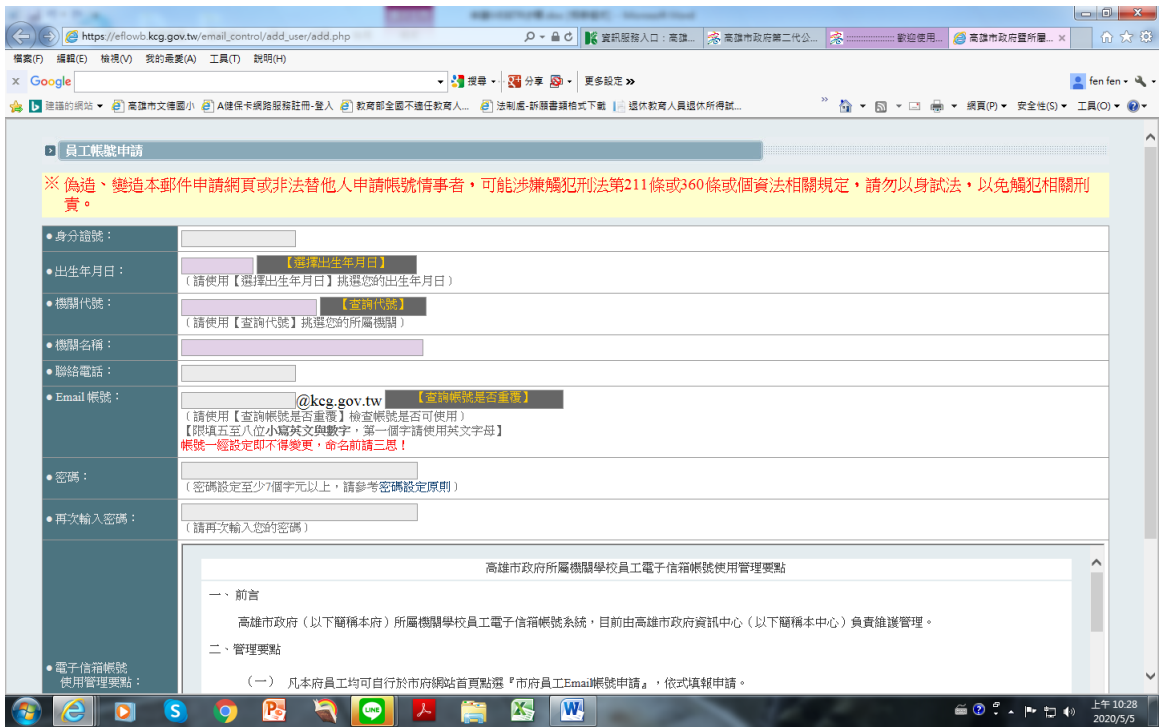 https://eflowb.kcg.gov.tw/email_control/add_user/add.php
資訊服務入口：高雄...
高雄市政府第二代公...
歡迎使用...
高雄市政府暨所屬...
檔案(F) 編輯(E) 檢視(V) 我的最愛(A) 工具(T) 說明(H)
Google
搜尋
分享
更多設定 »
fen fen
建議的網站
高雄市文德國小
A健保卡網路服務註冊-登入
教育部全國不適任教育人...
法制處-訴願書類格式下載
退休教育人員退休所得試...
網頁(P)
安全性(S)
工具(O)
員工帳號申請
※ 偽造、變造本郵件申請網頁或非法替他人申請帳號情事者，可能涉嫌觸犯刑法第211條或360條或個資法相關規定，請勿以身試法，以免觸犯相關刑
責。
●身分證號：
●出生年月日：
【選擇出生年月日】
（請使用【選擇出生年月日】挑選您的出生年月日）
●機關代號：
【查詢代號】
（請使用【查詢代號】挑選您的所屬機關）
●機關名稱：
●聯絡電話：
●Email 帳號：
@kcg.gov.tw 【查詢帳號是否重覆】
（請使用【查詢帳號是否重覆】檢查帳號是否可使用）
【限填五至八位小寫英文與數字，第一個字請使用英文字母】
帳號一經設定即不得變更，命名前請三思！
●密碼：
（密碼設定至少7個字元以上，請參考密碼設定原則）
●再次輸入密碼：
（請再次輸入您的密碼）
●電子信箱帳號
使用管理要點：
高雄市政府所屬機關學校員工電子信箱帳號使用管理要點
一、前言
高雄市政府（以下簡稱本府）所屬機關學校員工電子信箱帳號系統，目前由高雄市政府資訊中心（以下簡稱本中心）負責維護管理。
二、管理要點
（一） 凡本府員工均可自行於市府網站首頁點選『市府員工Email帳號申請』，依式填報申請。
上午 10:28
2020/5/5